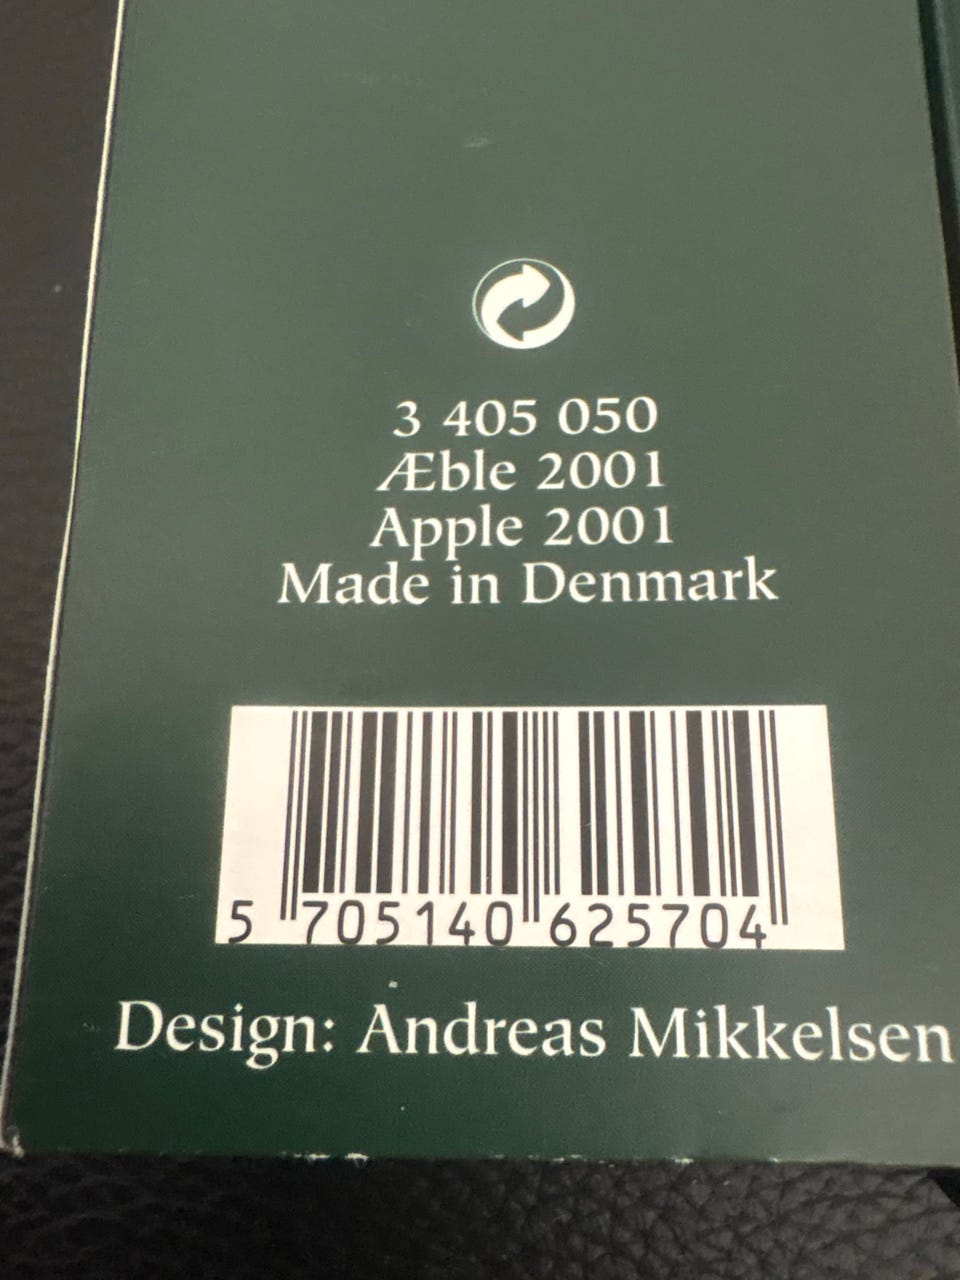 3 405 050
Æble 2001
Apple 2001
Made in Denmark
5 705140 625704
Design: Andreas Mikkelsen